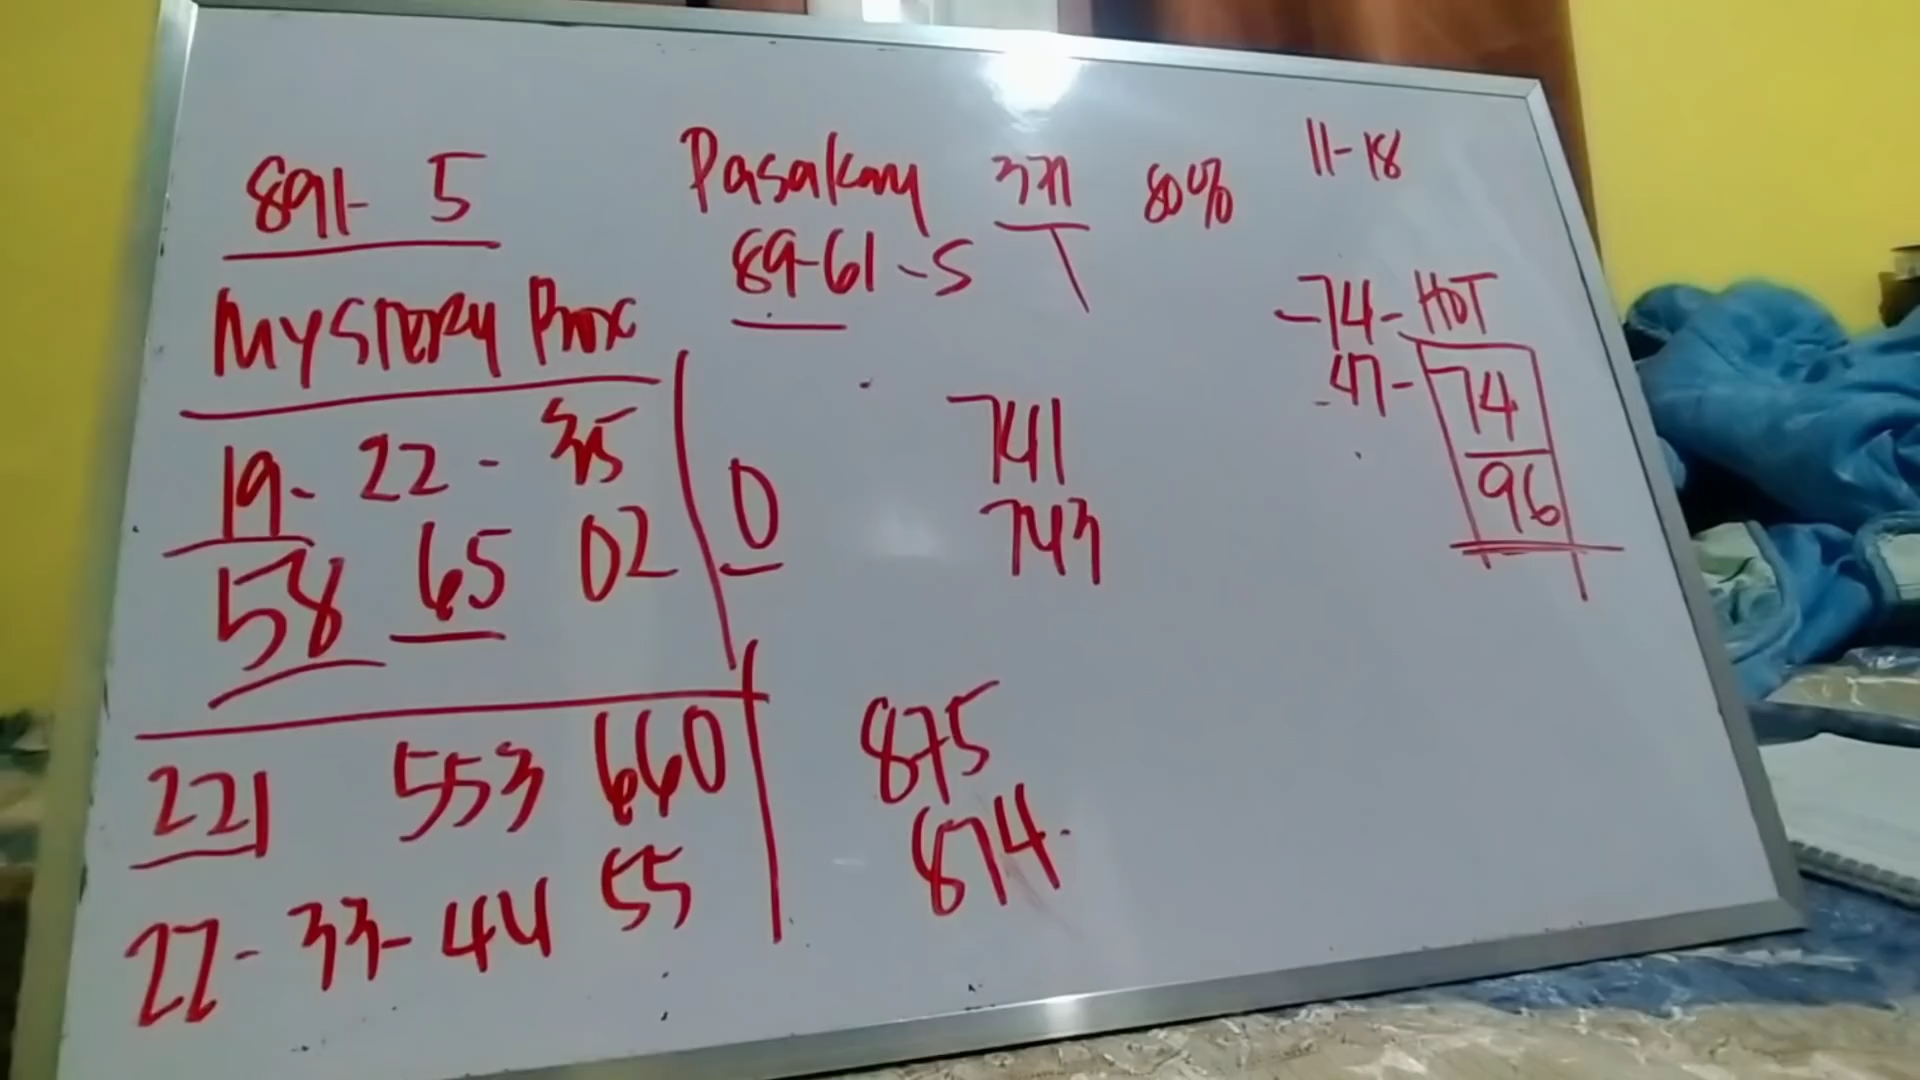 891- 5
Pasakay 371 80%
11-18
89-61-5
MYSTERY Box
-74- HOT
47- 74
96
19- 22 - 35
58 65 02
0
741
743
221 553 660
22- 33- 44 55
875
874